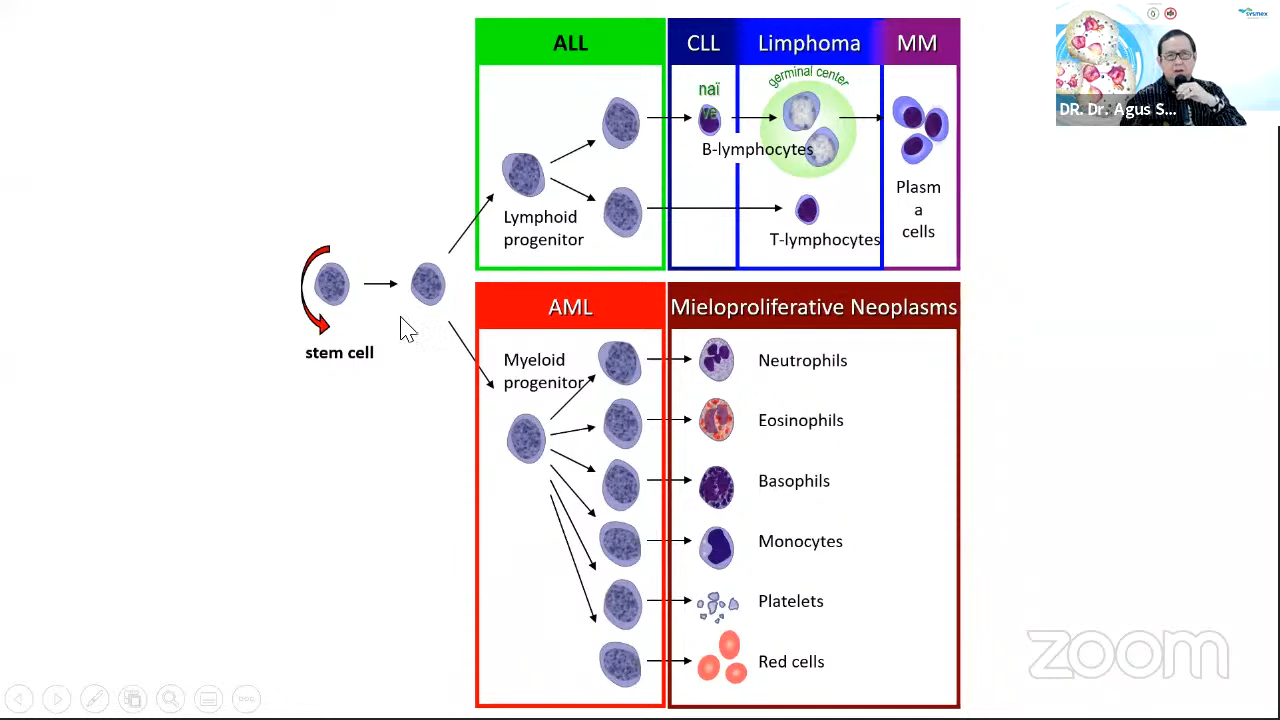 ALL
CLL
Limphoma
MM
germinal center
naï
ve
B-lymphocytes
Lymphoid
progenitor
T-lymphocytes
Plasm
a
cells
stem cell
AML
Mieloproliferative Neoplasms
Myeloid
progenitor
Neutrophils
Eosinophils
Basophils
Monocytes
Platelets
Red cells
sysmex
DR. Dr. Agus S...
zoom